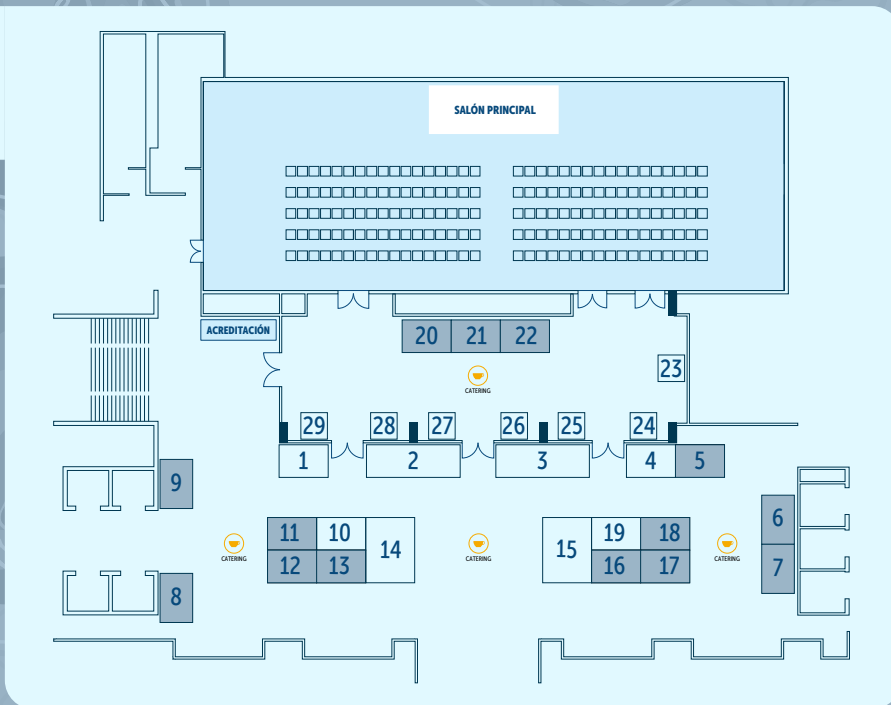 SALÓN PRINCIPAL
ACREDITACIÓN
20 21 22
CATERING
23
29 28 27 26 25 24
1 2 3 4 5
9
6
11 10 14
15 19 18
CATERING
CATERING
CATERING
12 13
16 17
7
8